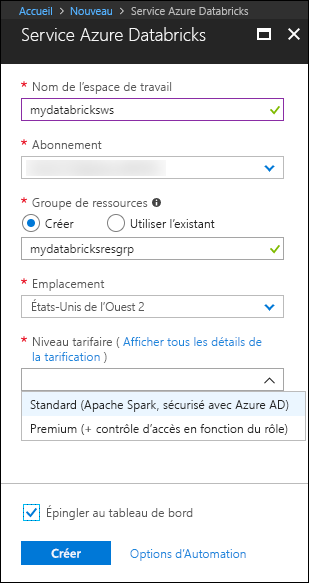 Accueil > Nouveau > Service Azure Databricks
Service Azure Databricks
* Nom de l'espace de travail
mydatabricksws
* Abonnement
* Groupe de ressources
Créer Utiliser l'existant
mydatabricksresgrp
* Emplacement
États-Unis de l'Ouest 2
* Niveau tarifaire ( Afficher tous les détails de
la tarification )
Standard (Apache Spark, sécurisé avec Azure AD)
Premium (+ contrôle d'accès en fonction du rôle)
Épingler au tableau de bord
Créer Options d'Automation